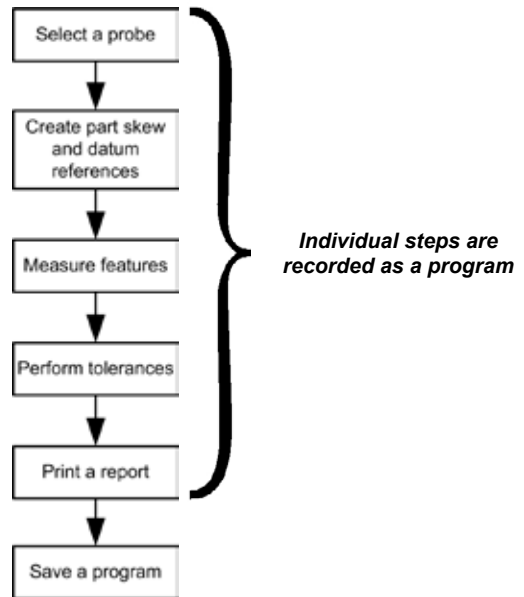 Select a probe
Create part skew
and datum
references
Measure features
Perform tolerances
Print a report
Save a program
Individual steps are
recorded as a program